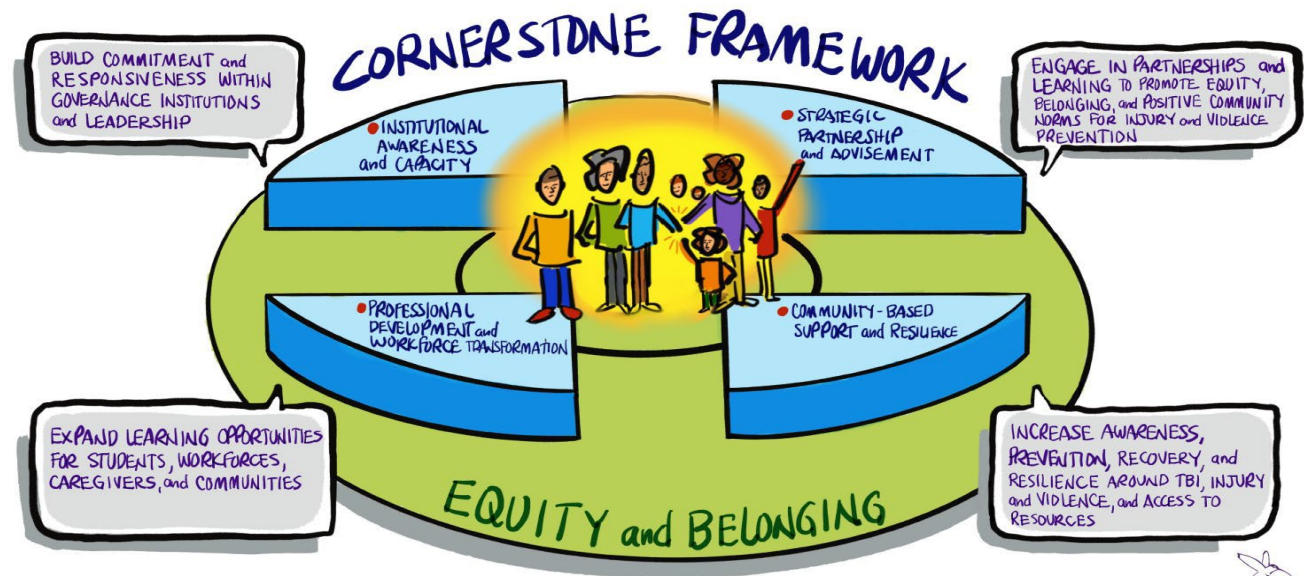 CORNERSTONE FRAMEWORK
BUILD COMMITMENT and
RESPONSIVENESS WITHIN
GOVERNANCE INSTITUTIONS
and LEADERSHIP
INSTITUTIONAL
AWARENESS
and CAPACITY
STRATEGIC
PARTNERSHIP
and ADVISEMENT
ENGAGE IN PARTNERSHIPS and
LEARNING TO PROMOTE EQUITY,
BELONGING, and POSITIVE COMMUNITY
NORMS FOR INJURY and VIOLENCE
PREVENTION
PROFESSIONAL
DEVELOPMENT and
WORKFORCE TRANSFORMATION
COMMUNITY-BASED
SUPPORT and RESILIENCE
EXPAND LEARNING OPPORTUNITIES
FOR STUDENTS, WORKFORCES,
CAREGIVERS, and COMMUNITIES
INCREASE AWARENESS,
PREVENTION, RECOVERY, and
RESILIENCE AROUND TBI, INJURY
and VIOLENCE, and ACCESS TO
RESOURCES
EQUITY and BELONGING